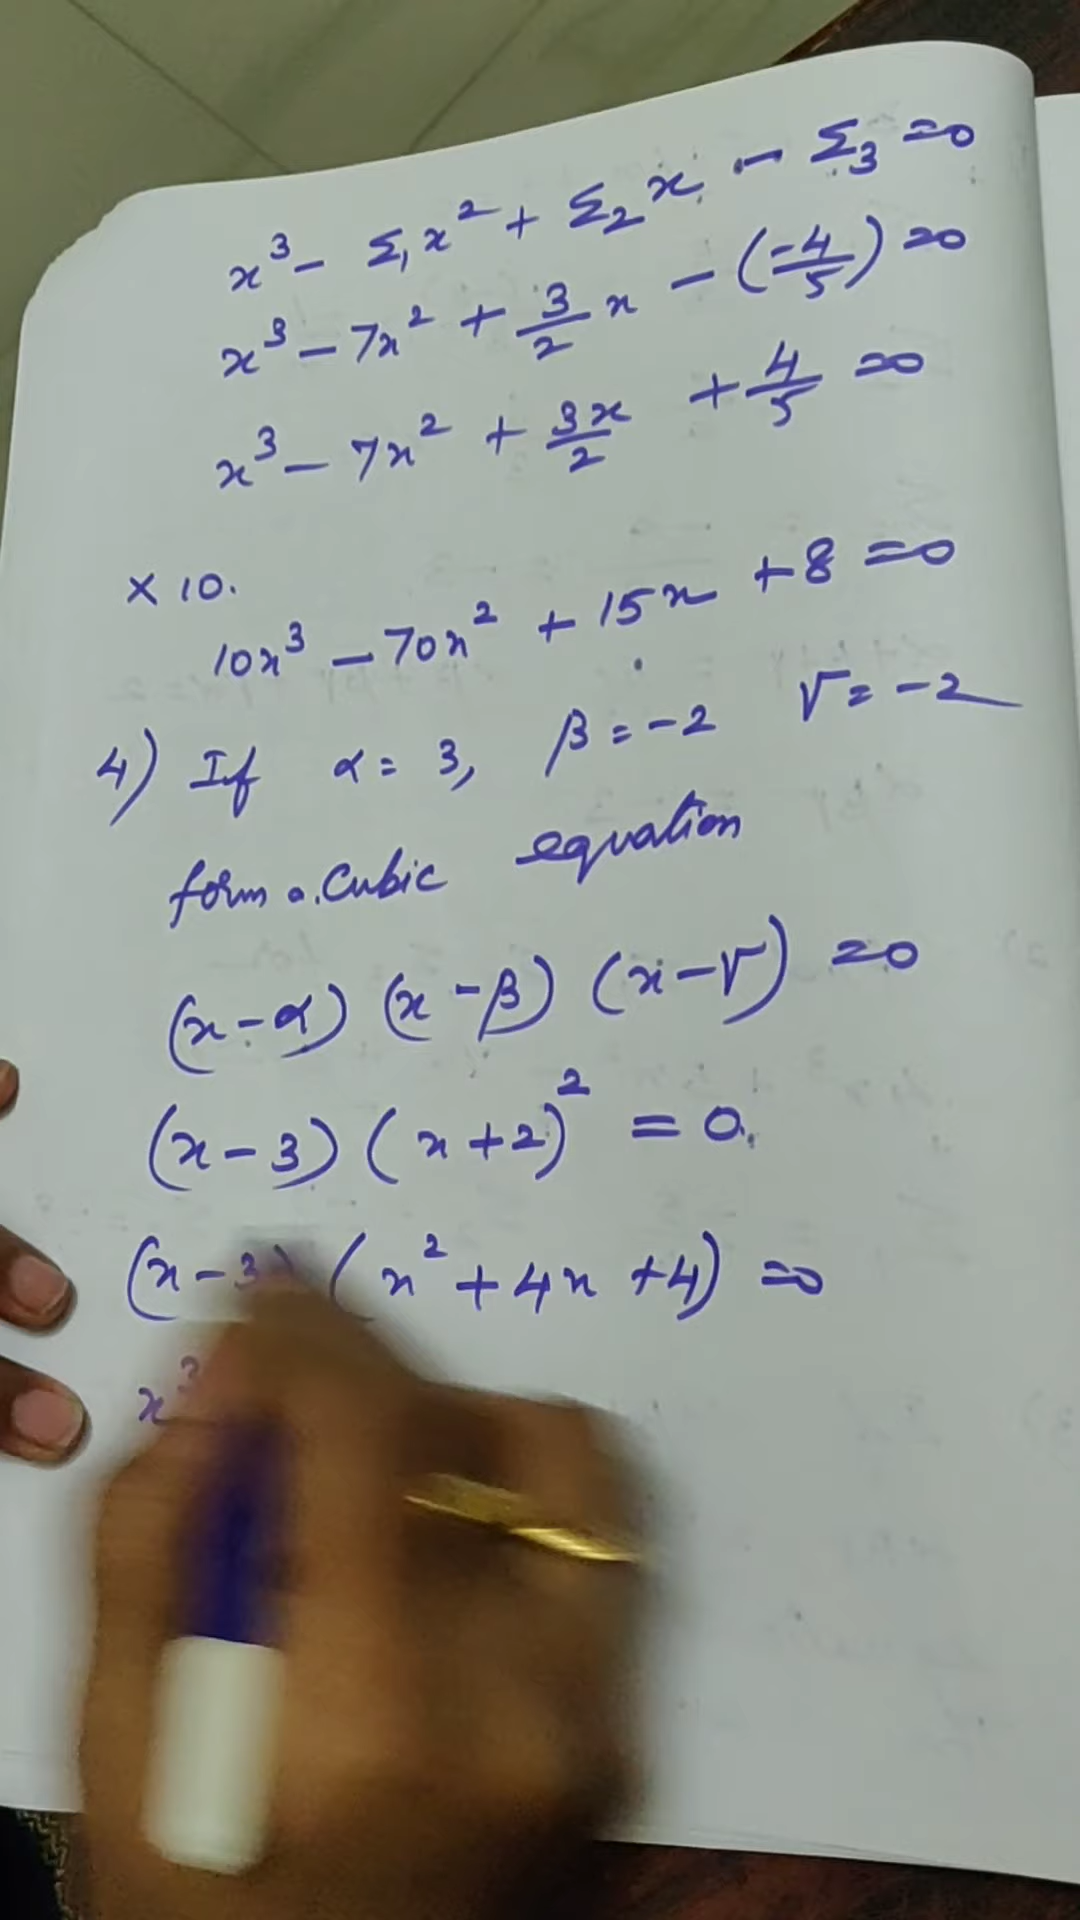 x³ - Σ₁x² + Σ₂x - Σ₃ = 0
x³ - 7x² + 3/2 x - (-4/5) = 0
x³ - 7x² + 3x/2 + 4/5 = 0
× 10.
10x³ - 70x² + 15x + 8 = 0
4) If α = 3, β = -2 γ = -2
form a cubic equation
(x - α) (x - β) (x - γ) = 0
(x - 3) (x + 2)² = 0.
(x - 3) (x² + 4x + 4) = 0
x³